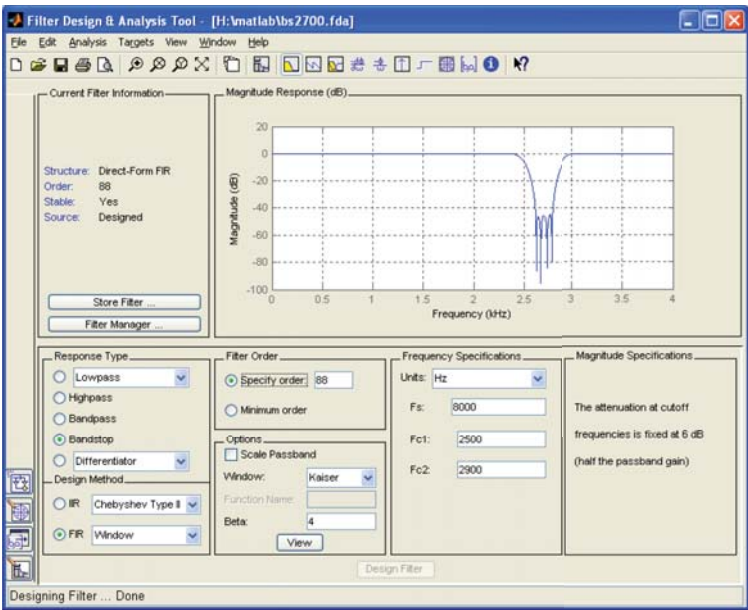 Filter Design & Analysis Tool - [H:\matlab\bs2700.fda]
File Edit Analysis Targets View Window Help
Current Filter Information
Structure: Direct-Form FIR
Order: 88
Stable: Yes
Source: Designed
Store Filter ...
Filter Manager ...
Magnitude Response (dB)
20
0
-20
-40
-60
-80
-100
Magnitude (dB)
0 0.5 1 1.5 2 2.5 3 3.5 4
Frequency (kHz)
Response Type
Lowpass
Highpass
Bandpass
Bandstop
Differentiator
Design Method
IIR Chebyshev Type II
FIR Window
Filter Order
Specify order: 88
Minimum order
Options
Scale Passband
Window: Kaiser
Function Name:
Beta: 4
View
Frequency Specifications
Units: Hz
Fs: 8000
Fc1: 2500
Fc2: 2900
Magnitude Specifications
The attenuation at cutoff
frequencies is fixed at 6 dB
(half the passband gain)
Design Filter
Designing Filter ... Done